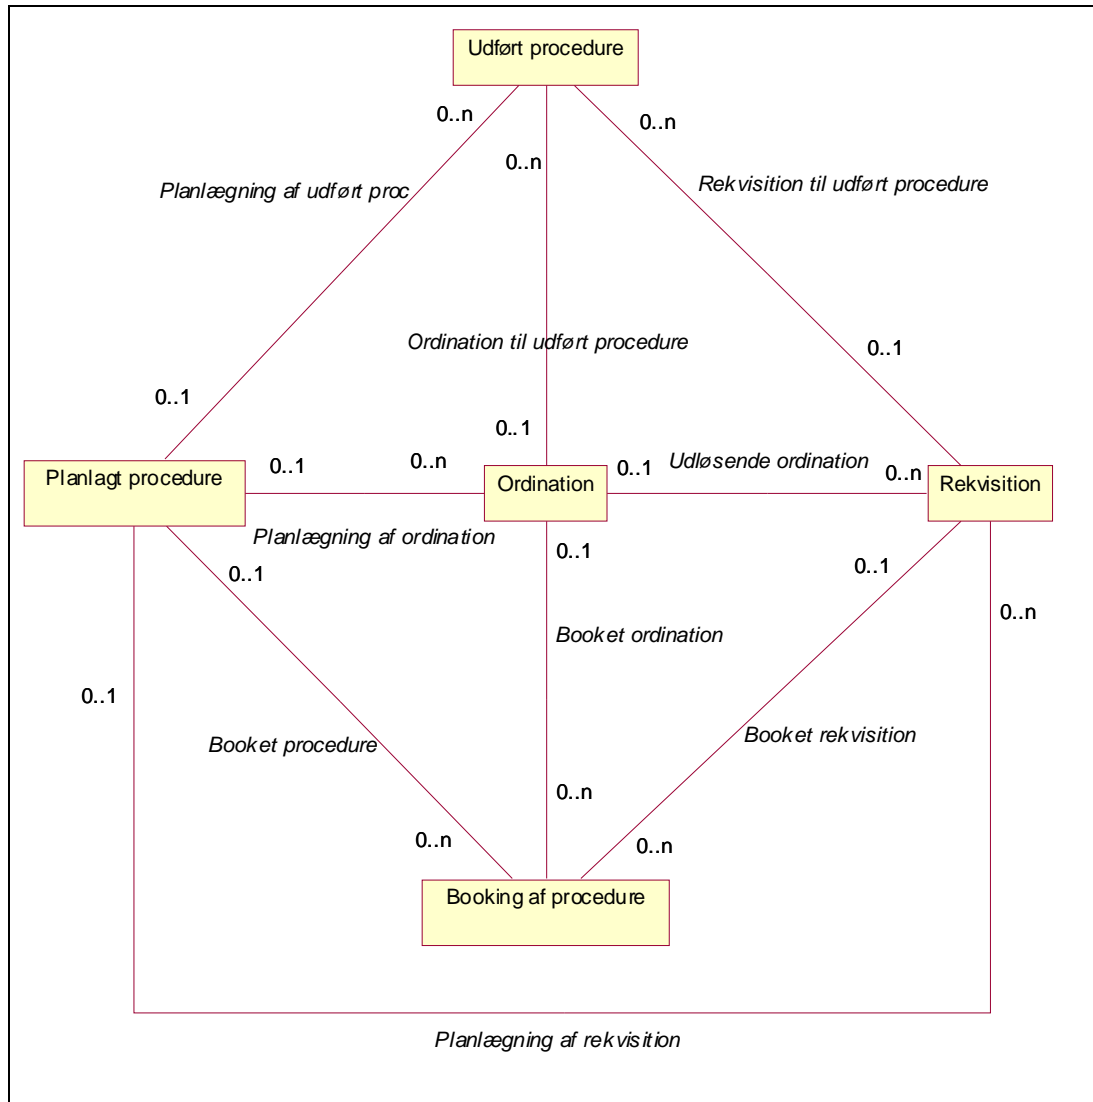 Udført procedure
0..n
0..n
0..n
Planlægning af udført proc
Rekvisition til udført procedure
Ordination til udført procedure
0..1
0..1
0..1
Planlagt procedure
0..1
0..n
Ordination
0..1
Udløsende ordination
0..n
Rekvisition
Planlægning af ordination
0..1
0..1
0..1
0..n
Booket ordination
0..1
Booket procedure
Booket rekvisition
0..n
0..n
0..n
Booking af procedure
Planlægning af rekvisition